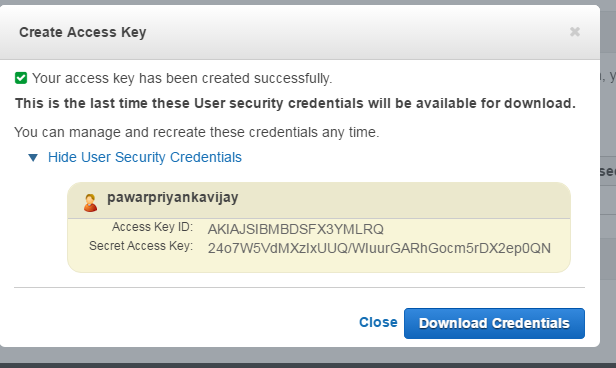 Create Access Key
Your access key has been created successfully.
This is the last time these User security credentials will be available for download.
You can manage and recreate these credentials any time.
Hide User Security Credentials
pawarpriyankavijay
Access Key ID: AKIAJSIBMBDSFX3YMLRQ
Secret Access Key:
Close Download Credentials